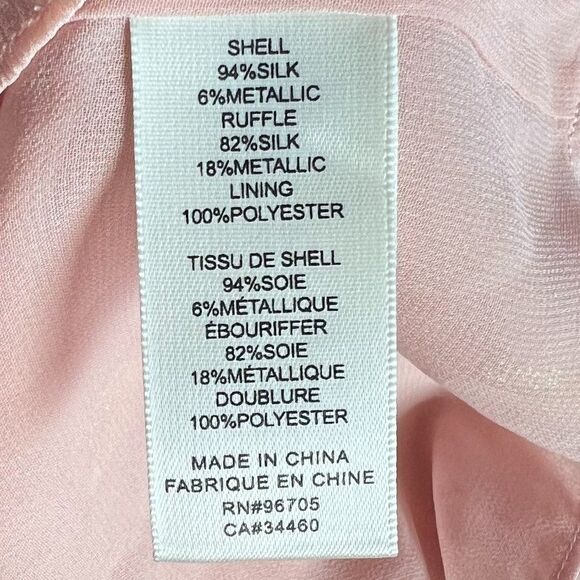 SHELL
94%SILK
6%METALLIC
RUFFLE
82%SILK
18%METALLIC
LINING
100%POLYESTER
TISSU DE SHELL
94%SOIE
6%MÉTALLIQUE
ÉBOURIFFER
82%SOIE
18%MÉTALLIQUE
DOUBLURE
100%POLYESTER
MADE IN CHINA
FABRIQUE EN CHINE
RN#96705
CA#34460